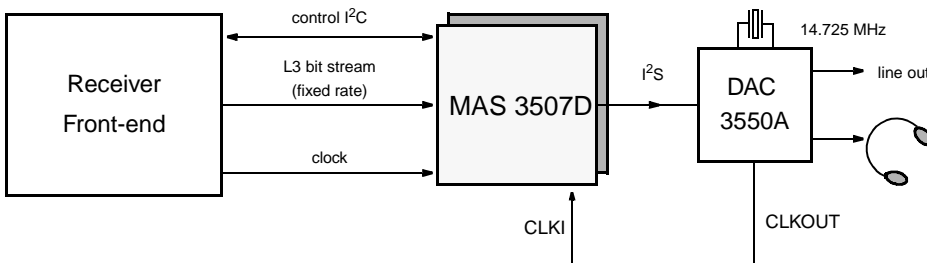 control I²C
14.725 MHz
Receiver
Front-end
L3 bit stream
(fixed rate)
MAS 3507D
I²S
DAC
3550A
line out
clock
CLKI
CLKOUT